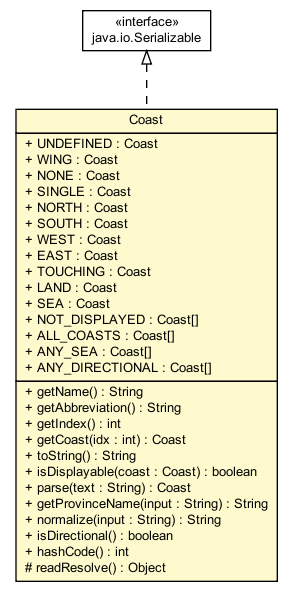 «interface»
java.io.Serializable
Coast
+ UNDEFINED : Coast
+ WING : Coast
+ NONE : Coast
+ SINGLE : Coast
+ NORTH : Coast
+ SOUTH : Coast
+ WEST : Coast
+ EAST : Coast
+ TOUCHING : Coast
+ LAND : Coast
+ SEA : Coast
+ NOT_DISPLAYED : Coast[]
+ ALL_COASTS : Coast[]
+ ANY_SEA : Coast[]
+ ANY_DIRECTIONAL : Coast[]
+ getName() : String
+ getAbbreviation() : String
+ getIndex() : int
+ getCoast(idx : int) : Coast
+ toString() : String
+ isDisplayable(coast : Coast) : boolean
+ parse(text : String) : Coast
+ getProvinceName(input : String) : String
+ normalize(input : String) : String
+ isDirectional() : boolean
+ hashCode() : int
# readResolve() : Object